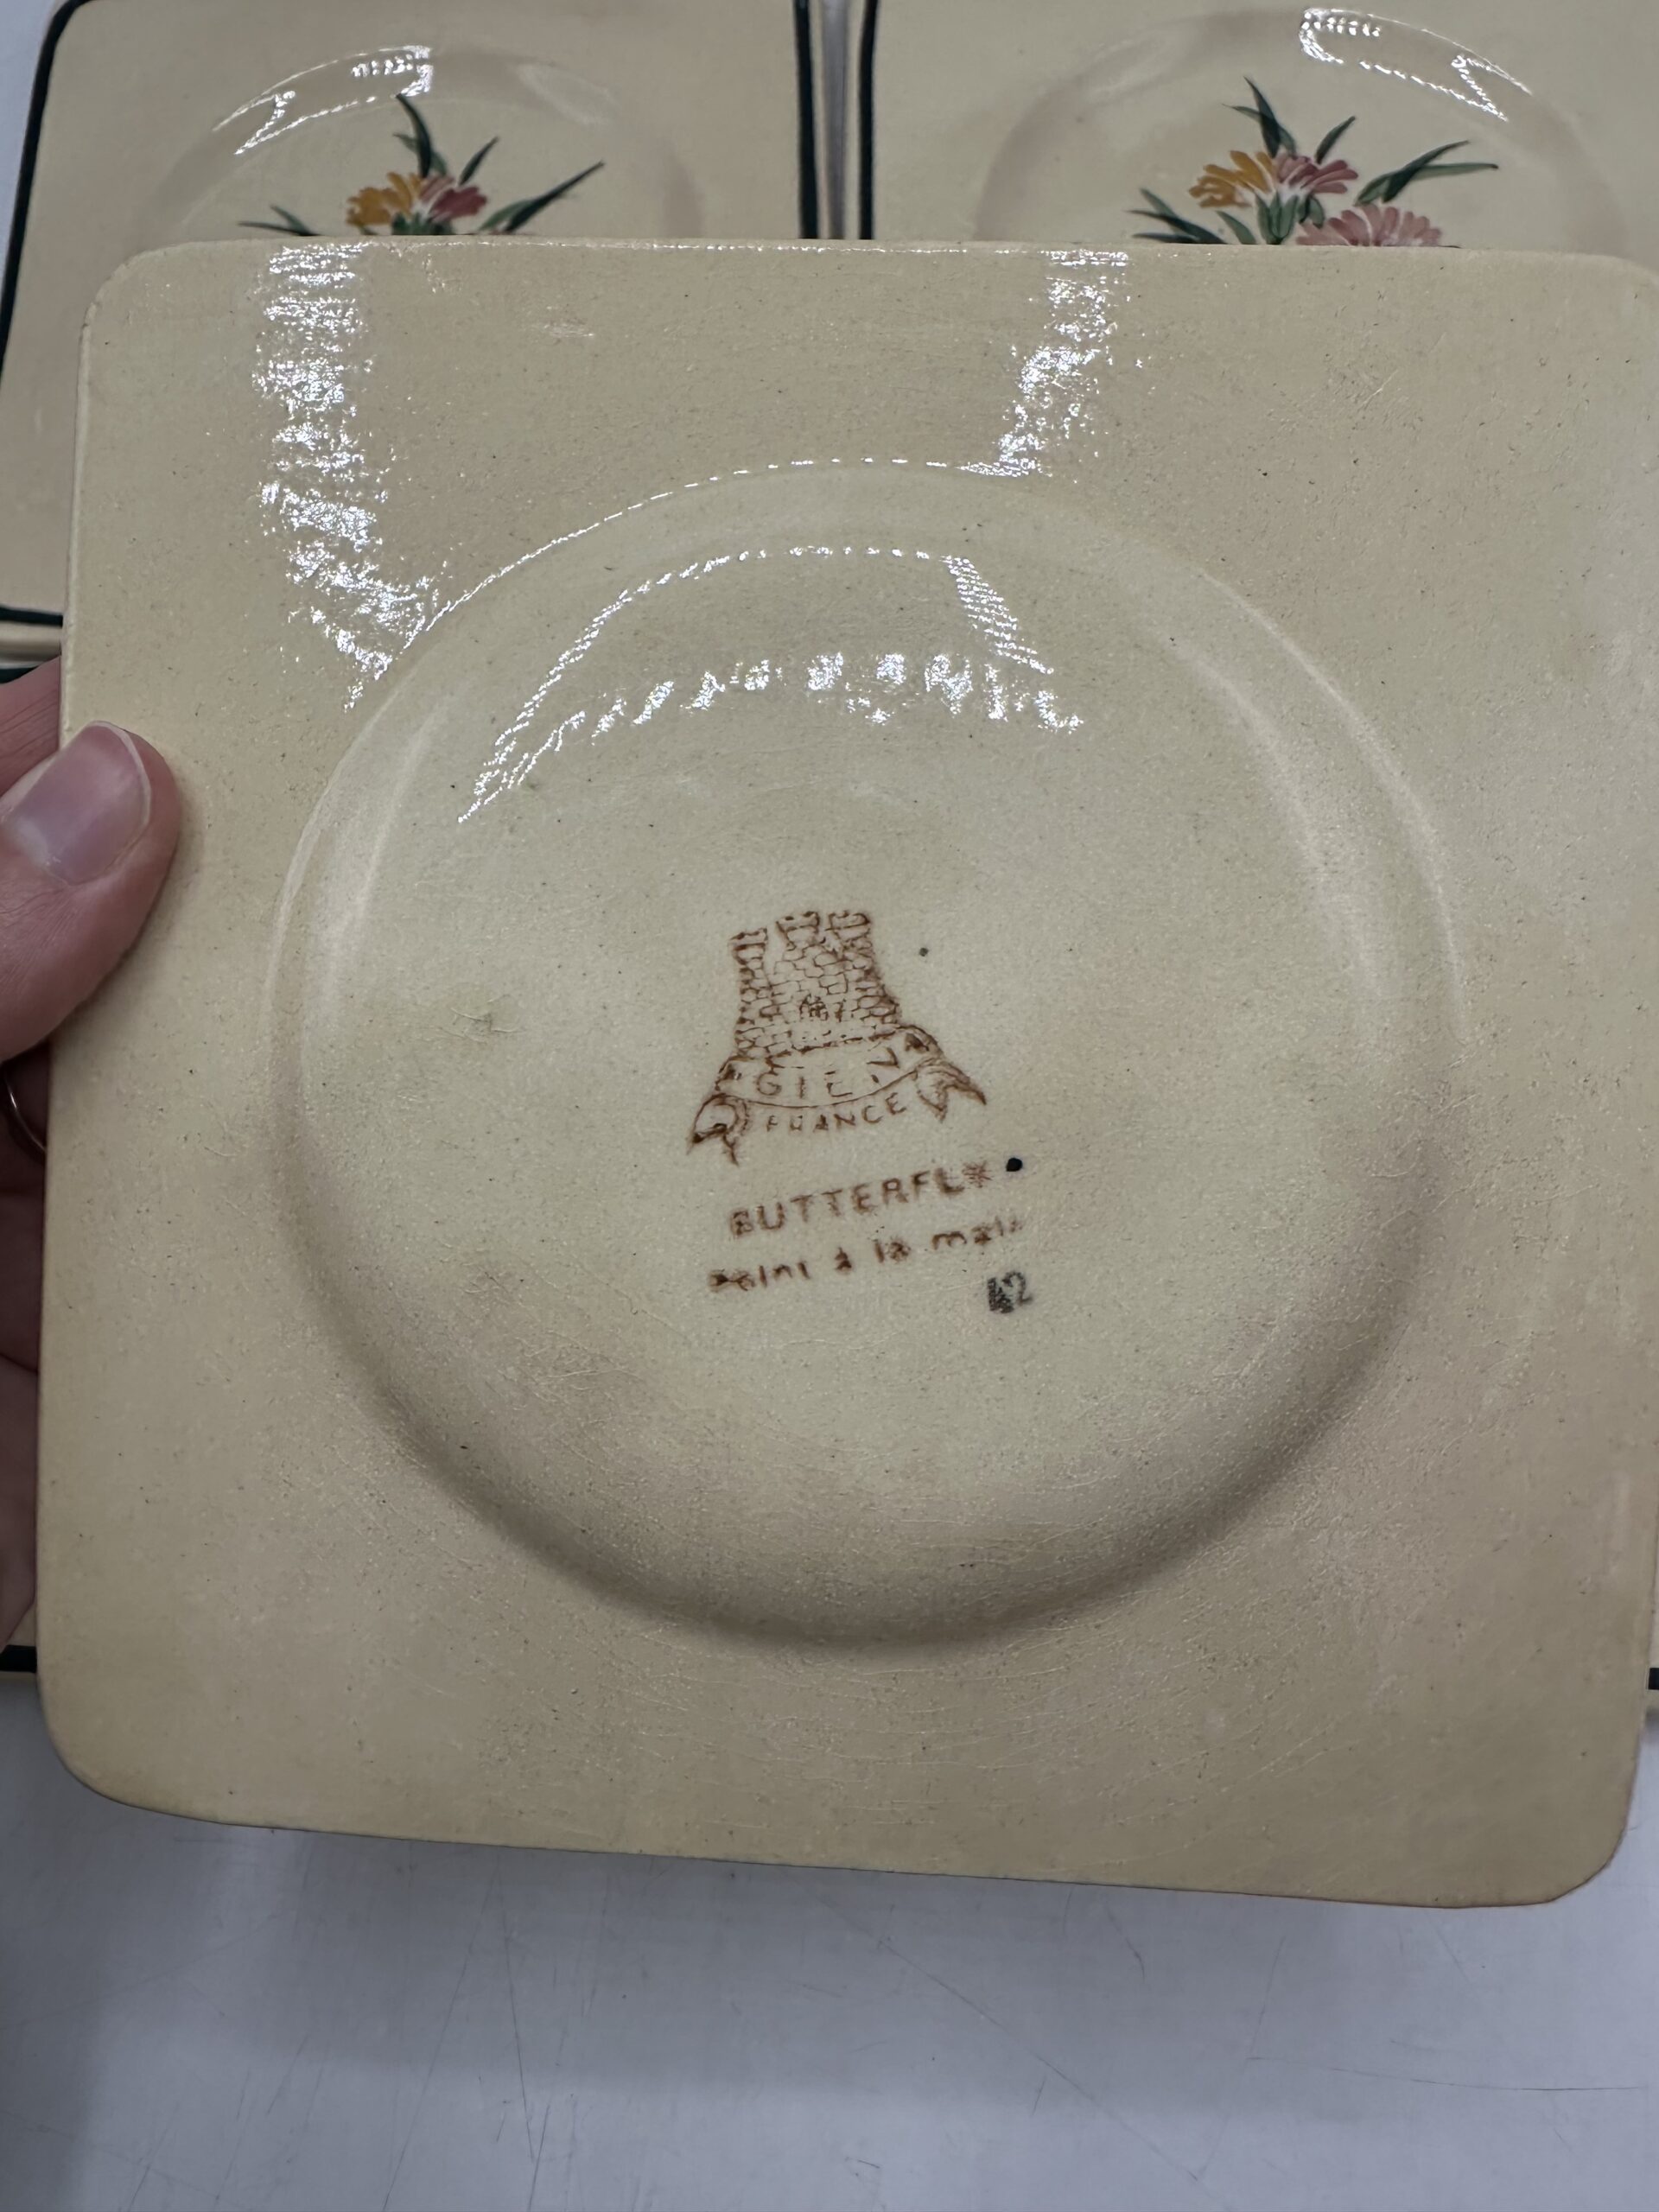 GIEN
FRANCE
BUTTERFLY
Peint à la main
42